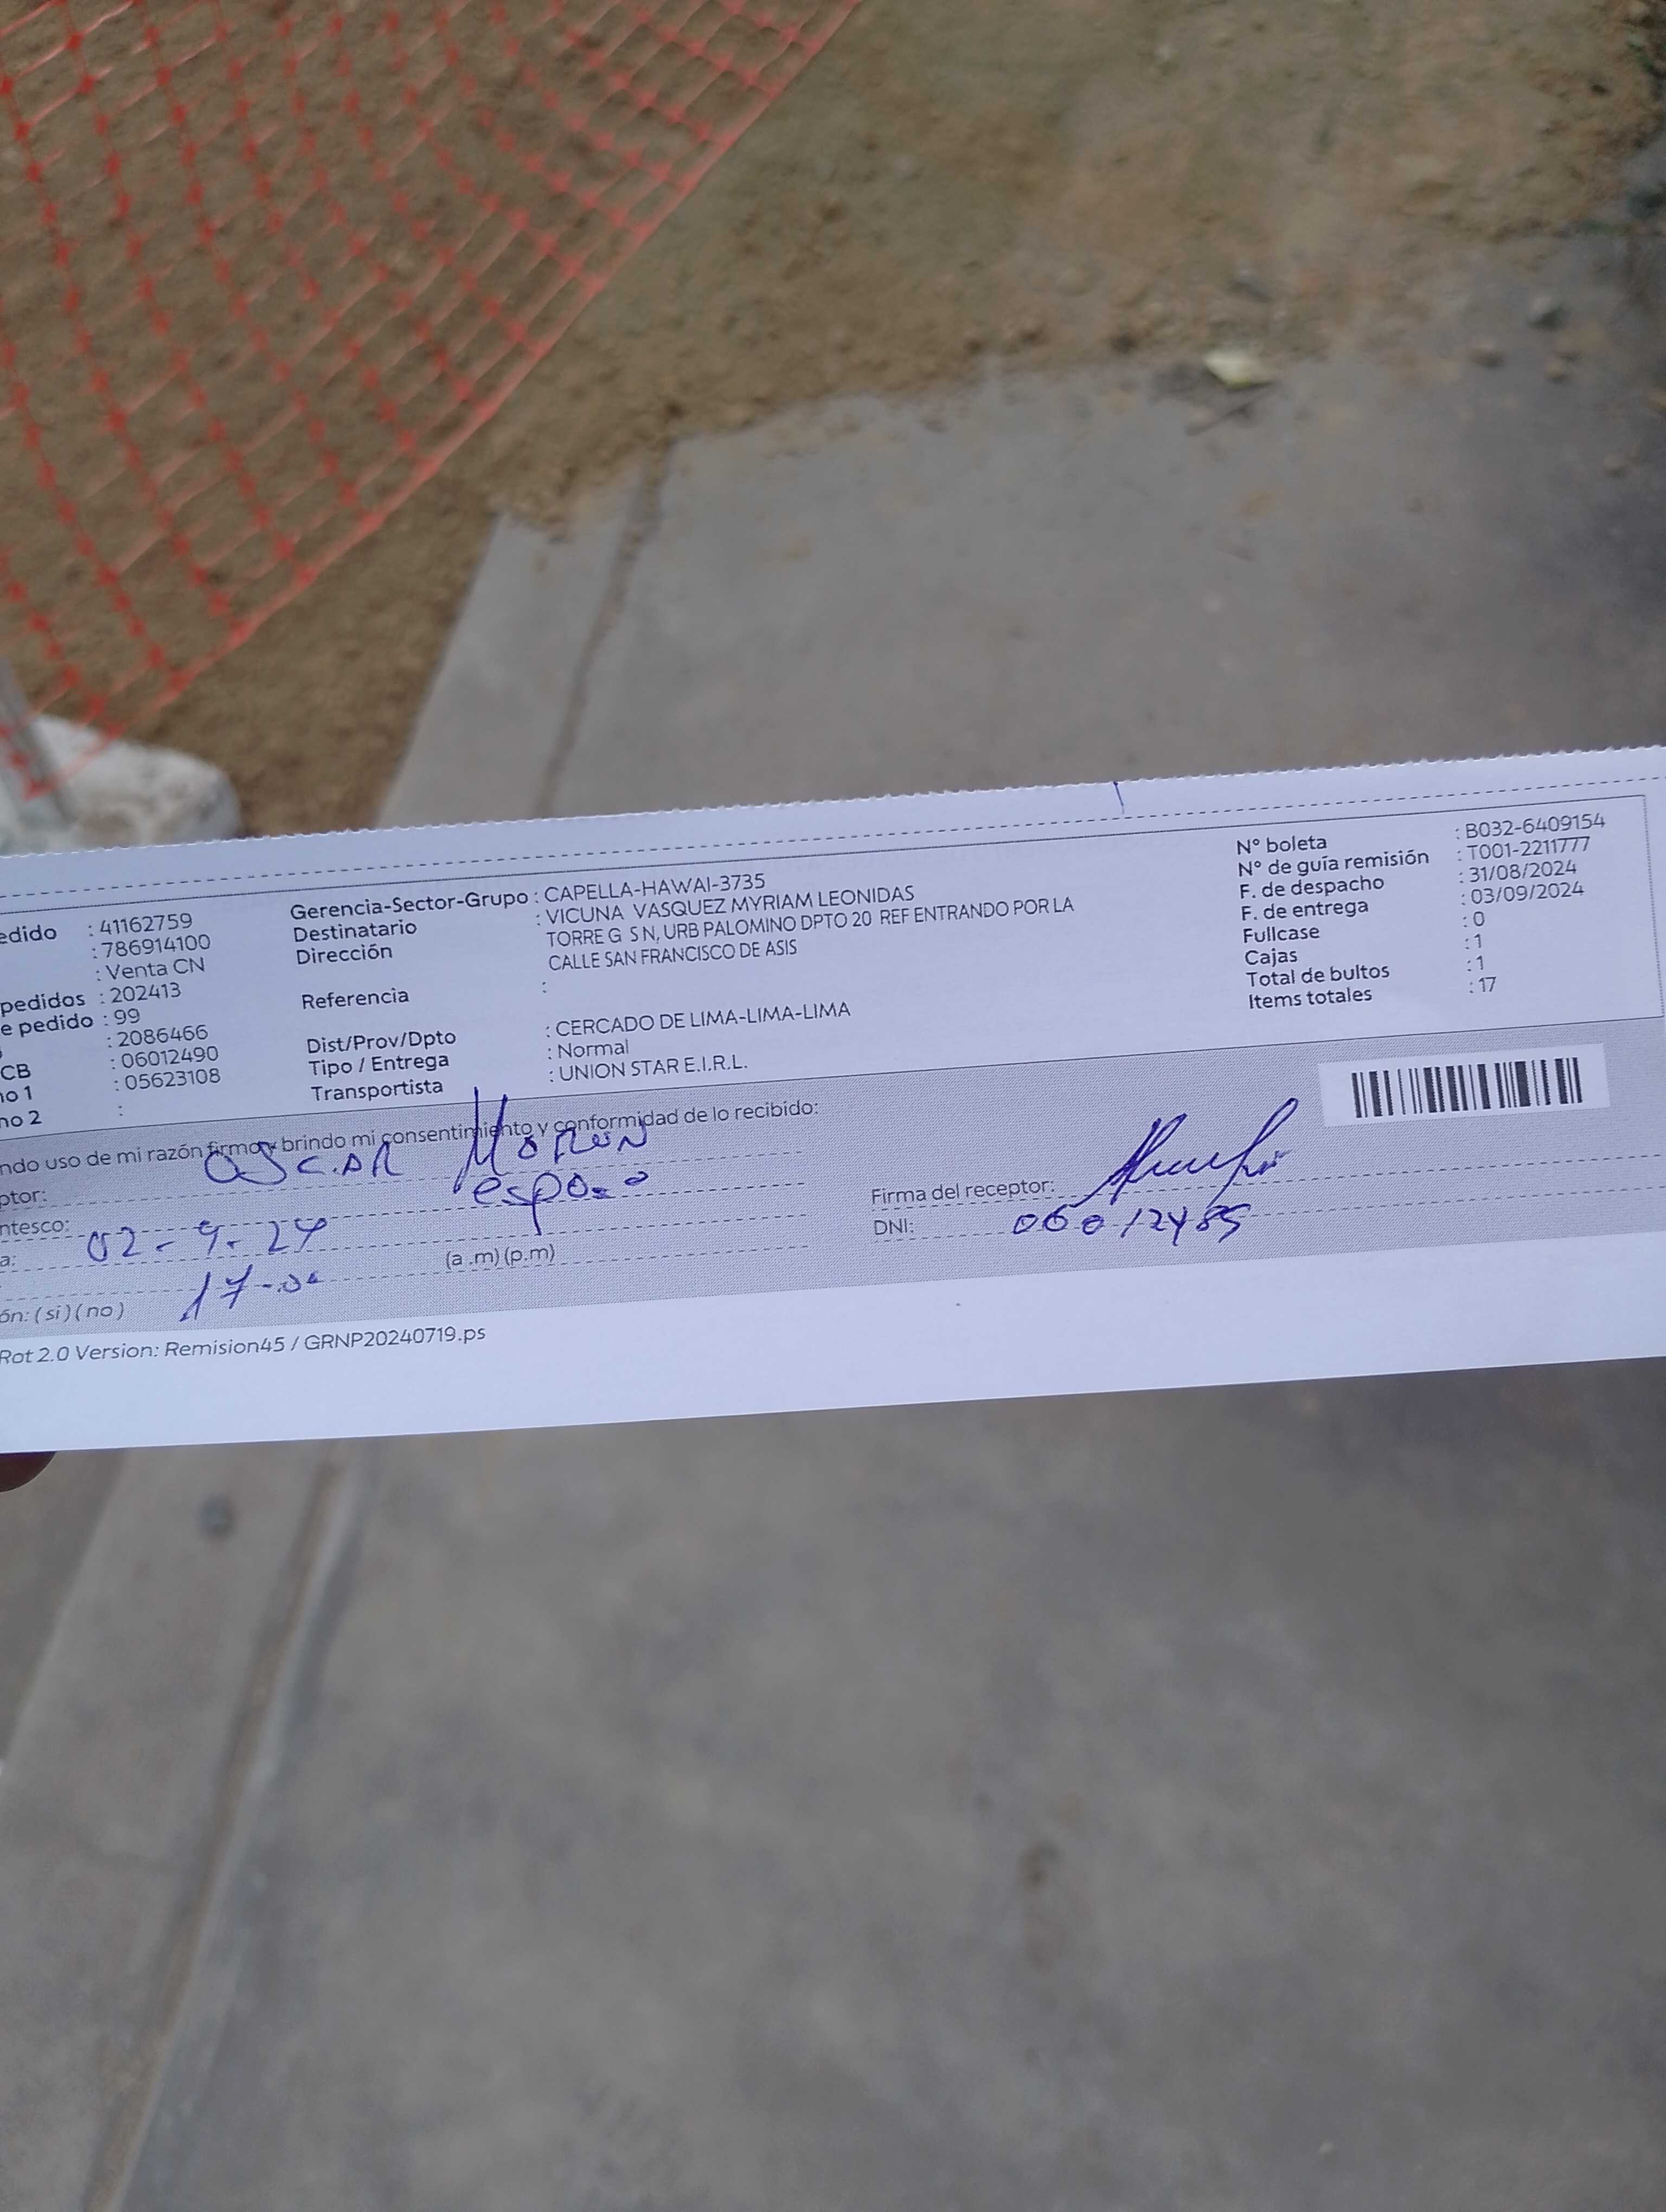 edido : 41162759
: 786914100
: Venta CN
pedidos : 202413
e pedido : 99
: 2086466
CB : 06012490
no 1 : 05623108
no 2 :
Gerencia-Sector-Grupo : CAPELLA-HAWAI-3735
Destinatario : VICUNA VASQUEZ MYRIAM LEONIDAS
Dirección TORRE G S N, URB PALOMINO DPTO 20 REF ENTRANDO POR LA
CALLE SAN FRANCISCO DE ASIS
Referencia :
Dist/Prov/Dpto : CERCADO DE LIMA-LIMA-LIMA
Tipo / Entrega : Normal
Transportista : UNION STAR E.I.R.L.
N° boleta : B032-6409154
N° de guía remisión : T001-2211777
F. de despacho : 31/08/2024
F. de entrega : 03/09/2024
Fullcase : 0
Cajas : 1
Total de bultos : 1
Items totales : 17
ndo uso de mi razón firmo y brindo mi consentimiento y conformidad de lo recibido:
ptor: OSCAR MORON
ntesco: esposo
a: 02-9-24
17-00 (a .m) (p.m)
ón: ( si ) ( no )
Firma del receptor:
DNI: 06012485
Rot 2.0 Version: Remision45 / GRNP20240719.ps